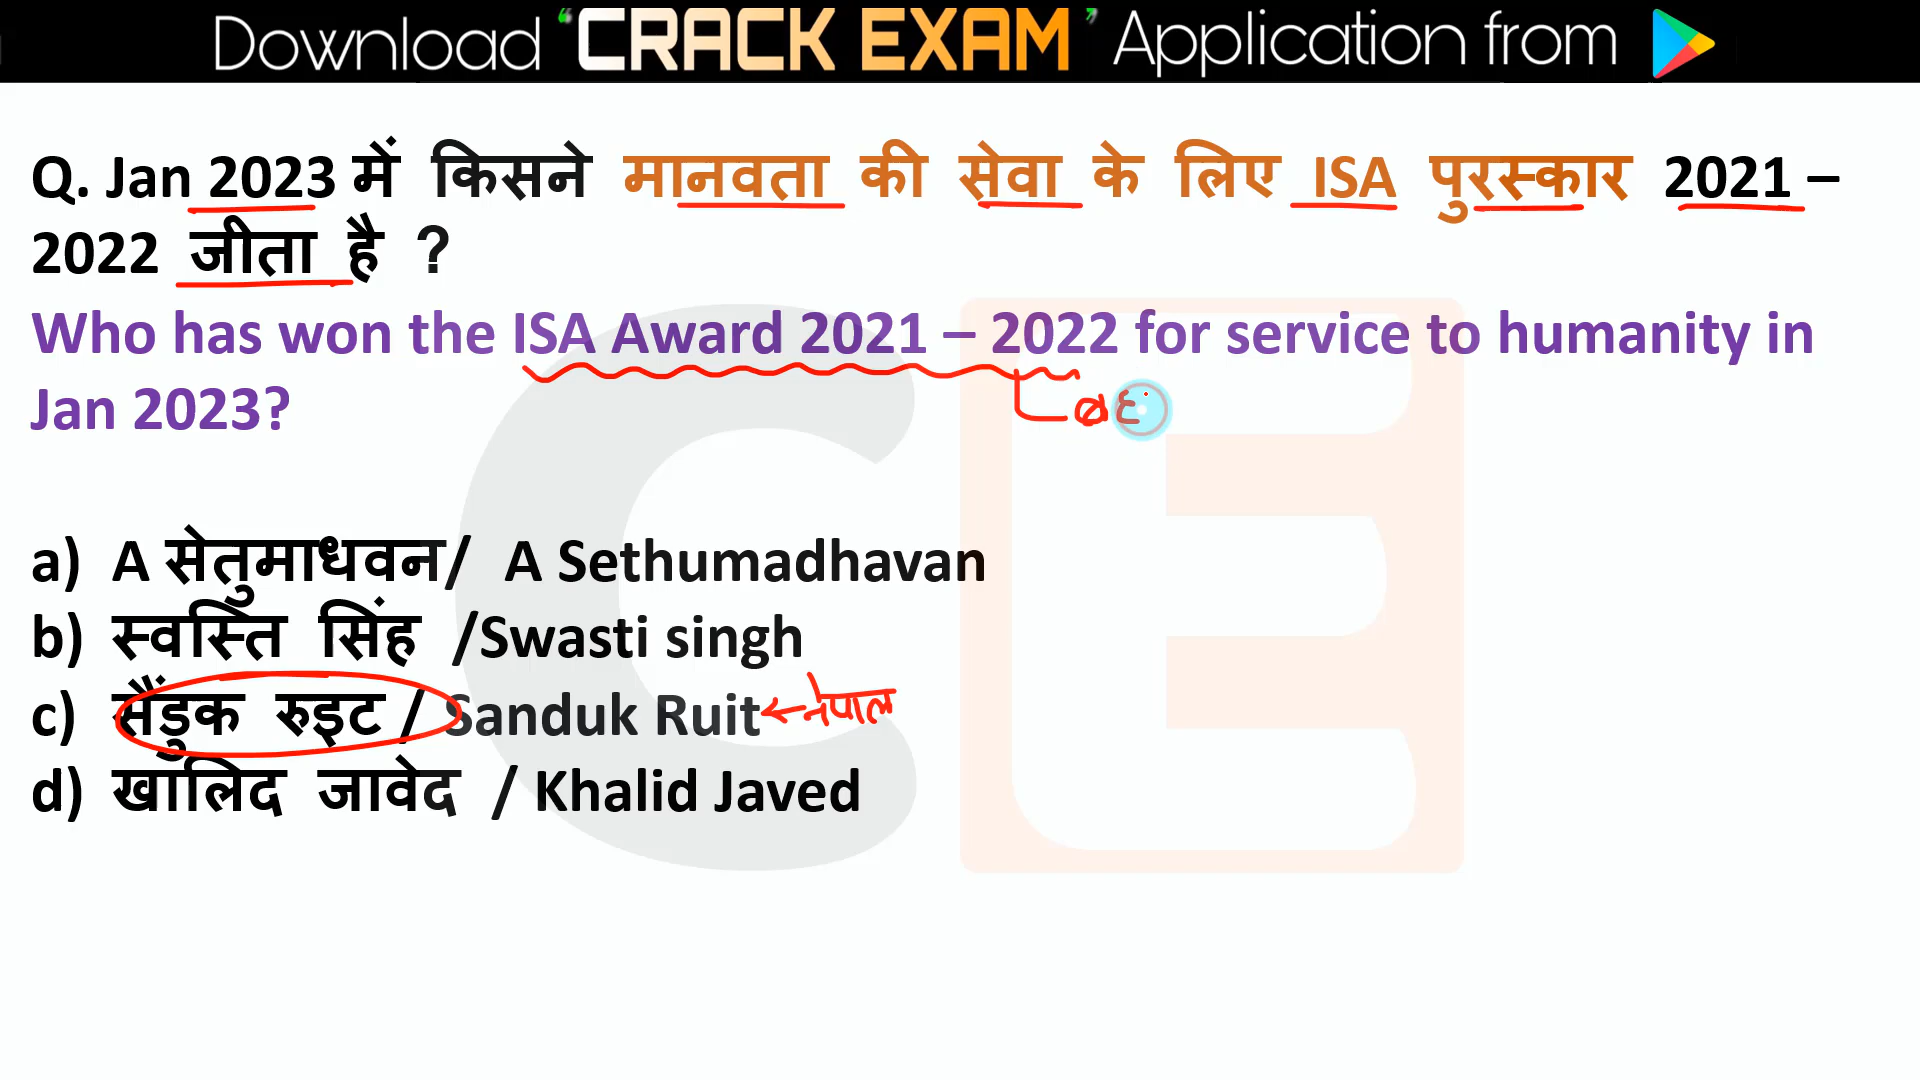 Download ‘CRACK EXAM’ Application from
Q. Jan 2023 में किसने मानवता की सेवा के लिए ISA पुरस्कार 2021 –
2022 जीता है ?
Who has won the ISA Award 2021 – 2022 for service to humanity in
Jan 2023?
a) A सेतुमाधवन/ A Sethumadhavan
b) स्वस्ति सिंह /Swasti singh
c) सैंडुक रुइट / Sanduk Ruit ← नेपाल
d) खालिद जावेद / Khalid Javed
CE